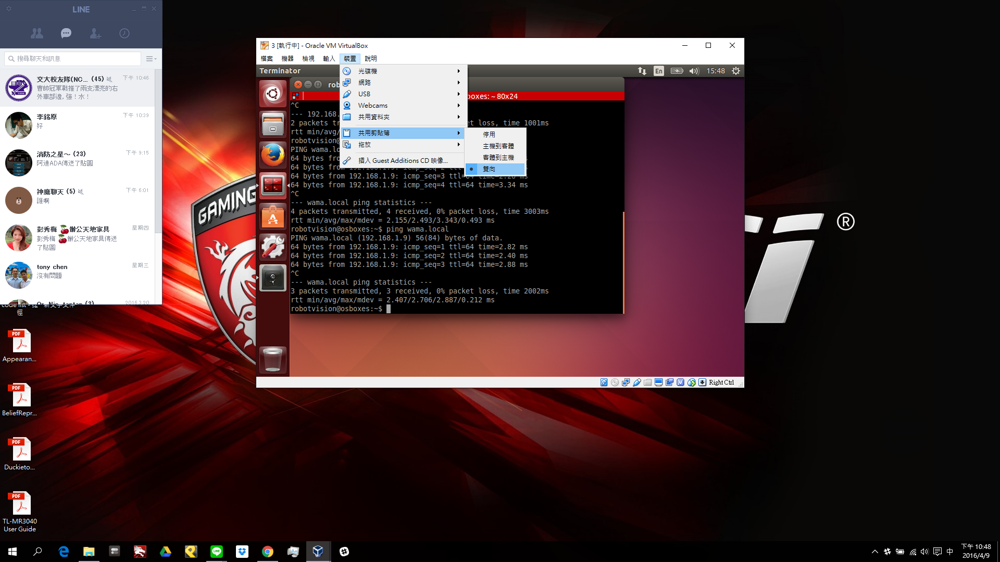 LINE
搜尋聊天和訊息
交大校友隊(NC... (45)
下午 10:46
曹帥冠軍戰推了兩支漂亮的右
外車部邊, 強！水！
李銘原
下午 10:39
好
消防之星～ (23)
下午 9:15
阿達ADA傳送了貼圖
神魔聊天 (5)
下午 6:01
誰啊
彭秀梅 🍒辦公天地家具
星期四
彭秀梅 🍒辦公天地家具傳送
了貼圖
tony chen
星期三
沒有問題
2016.3.20
徑
PDF
Appearan...
PDF
BeliefRepr...
PDF
Duckieto...
PDF
TL-MR3040
User Guide
GAMING
®
3 [執行中] - Oracle VM VirtualBox
檔案 機器 檢視 輸入 裝置 說明
Terminator
En
15:48
光碟機
網路
USB
Webcams
共用資料夾
共用剪貼簿
拖放
插入 Guest Additions CD 映像...
停用
主機到客體
客體到主機
雙向
rob
boxes: ~ 80x24
^C
--- 192.168.
2 packets tr
et loss, time 1001ms
rtt min/avg/
robotvision@
PING wama.lo
64 bytes fro
64 bytes fro
64 bytes from 192.168.1.9: icmp_seq=3 ttl=64 time=2.28 ms
64 bytes from 192.168.1.9: icmp_seq=4 ttl=64 time=3.34 ms
^C
--- wama.local ping statistics ---
4 packets transmitted, 4 received, 0% packet loss, time 3003ms
rtt min/avg/max/mdev = 2.155/2.493/3.343/0.493 ms
robotvision@osboxes:~$ ping wama.local
PING wama.local (192.168.1.9) 56(84) bytes of data.
64 bytes from 192.168.1.9: icmp_seq=1 ttl=64 time=2.82 ms
64 bytes from 192.168.1.9: icmp_seq=2 ttl=64 time=2.40 ms
64 bytes from 192.168.1.9: icmp_seq=3 ttl=64 time=2.88 ms
^C
--- wama.local ping statistics ---
3 packets transmitted, 3 received, 0% packet loss, time 2002ms
rtt min/avg/max/mdev = 2.407/2.706/2.887/0.212 ms
robotvision@osboxes:~$
Right Ctrl
中
下午 10:48
2016/4/9